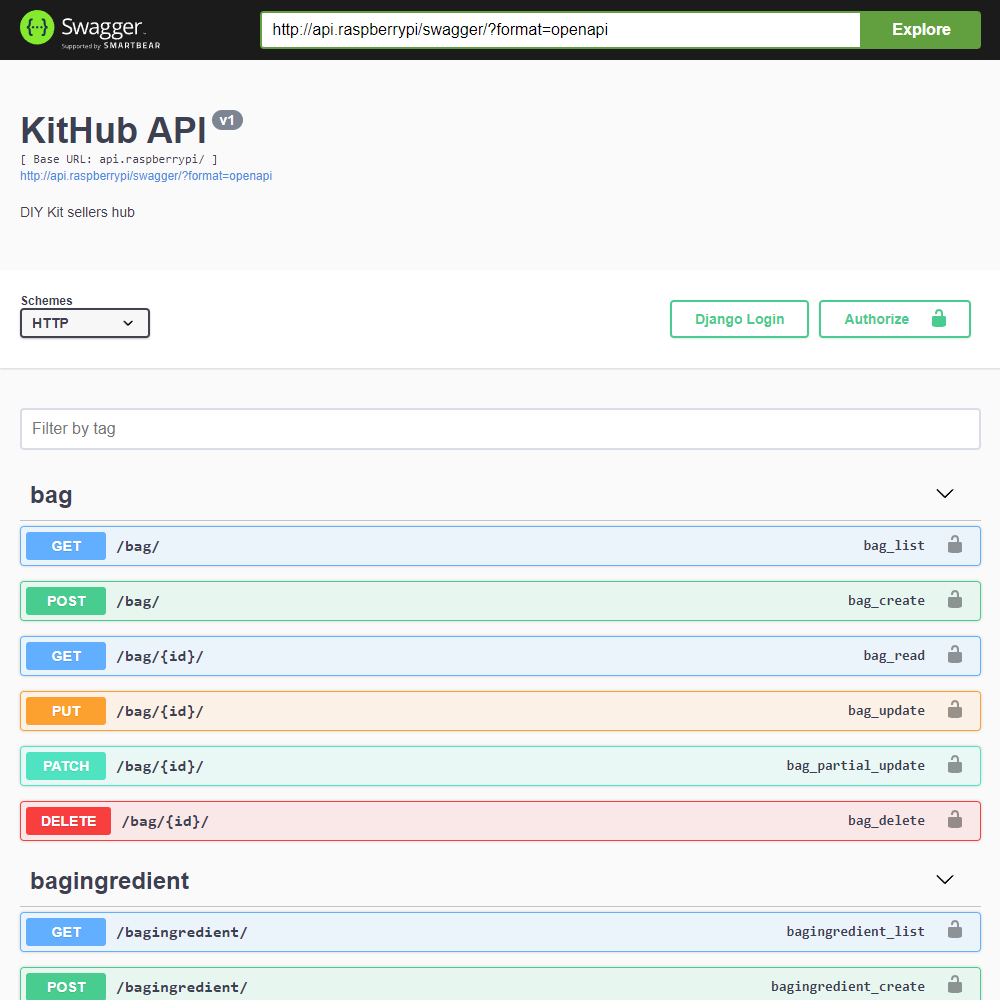 Swagger
Supported by SMARTBEAR
http://api.raspberrypi/swagger/?format=openapi
Explore
KitHub API v1
[ Base URL: api.raspberrypi/ ]
http://api.raspberrypi/swagger/?format=openapi
DIY Kit sellers hub
Schemes
HTTP
Django Login
Authorize
Filter by tag
bag
GET /bag/ bag_list
POST /bag/ bag_create
GET /bag/{id}/ bag_read
PUT /bag/{id}/ bag_update
PATCH /bag/{id}/ bag_partial_update
DELETE /bag/{id}/ bag_delete
bagingredient
GET /bagingredient/ bagingredient_list
POST /bagingredient/ bagingredient_create